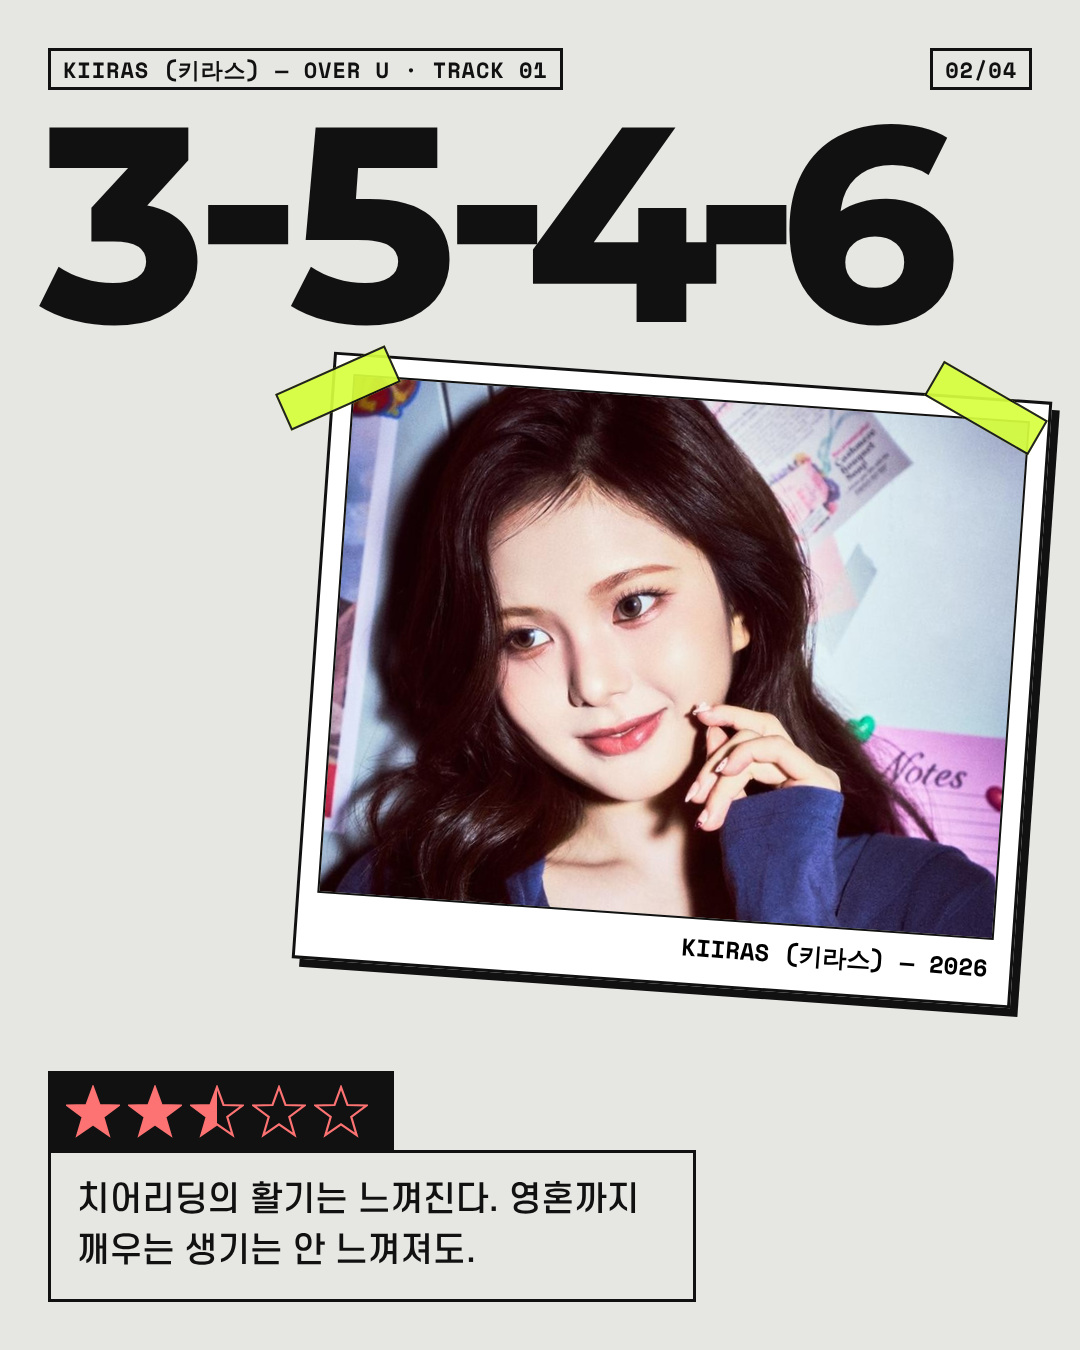 KIIRAS (키라스) — OVER U · TRACK 01
02/04
3-5-4-6
Notes
KIIRAS (키라스) — 2026
치어리딩의 활기는 느껴진다. 영혼까지
깨우는 생기는 안 느껴져도.